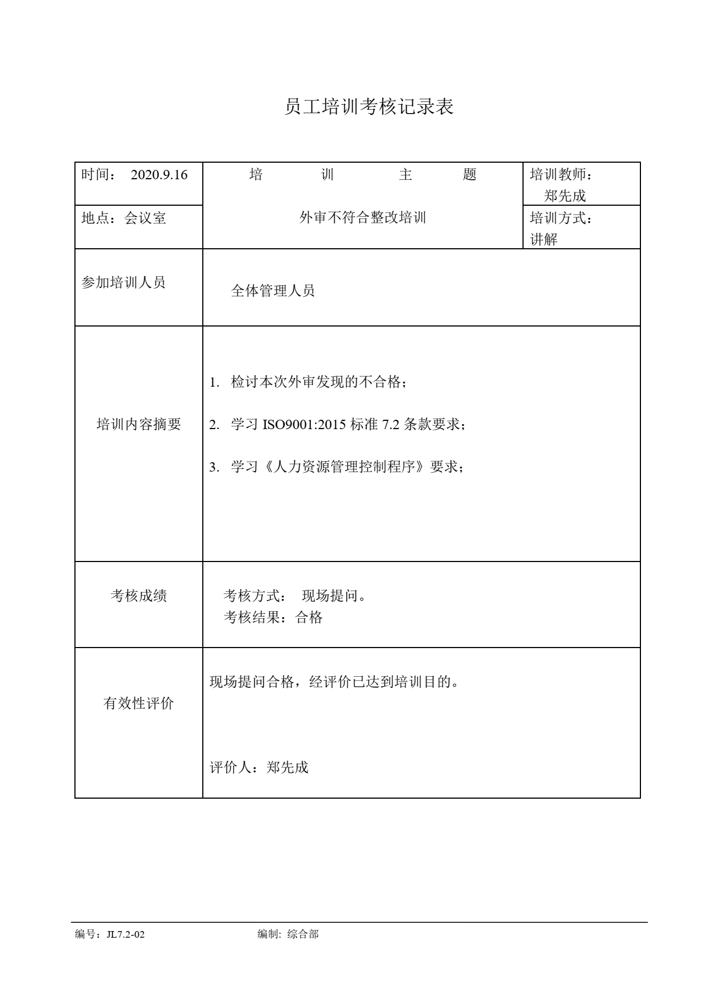 员工培训考核记录表
时间： 2020.9.16
培 训 主 题
培训教师：
郑先成
地点：会议室
外审不符合整改培训
培训方式：
讲解
参加培训人员
全体管理人员
培训内容摘要
1. 检讨本次外审发现的不合格；
2. 学习 ISO9001:2015 标准 7.2 条款要求；
3. 学习《人力资源管理控制程序》要求；
考核成绩
考核方式： 现场提问。
考核结果：合格
有效性评价
现场提问合格，经评价已达到培训目的。
评价人：郑先成
编号：JL7.2-02 编制: 综合部